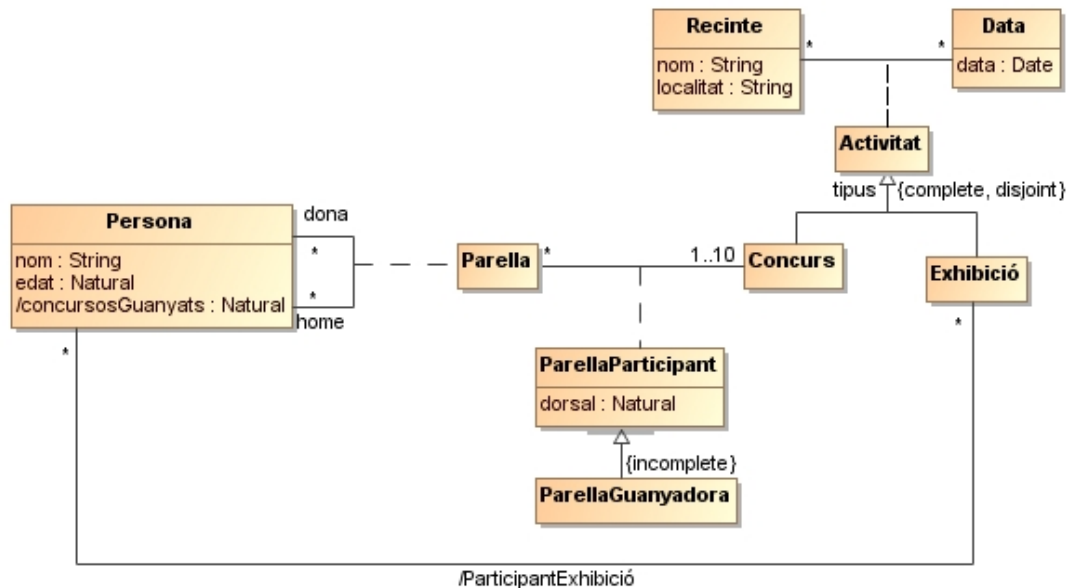 Recinte
nom : String
localitat : String
*
*
Data
data : Date
Activitat
tipus
{complete, disjoint}
Persona
nom : String
edat : Natural
/concursosGuanyats : Natural
dona
*
*
home
*
Parella
*
1..10
Concurs
Exhibició
*
ParellaParticipant
dorsal : Natural
{incomplete}
ParellaGuanyadora
/ParticipantExhibició